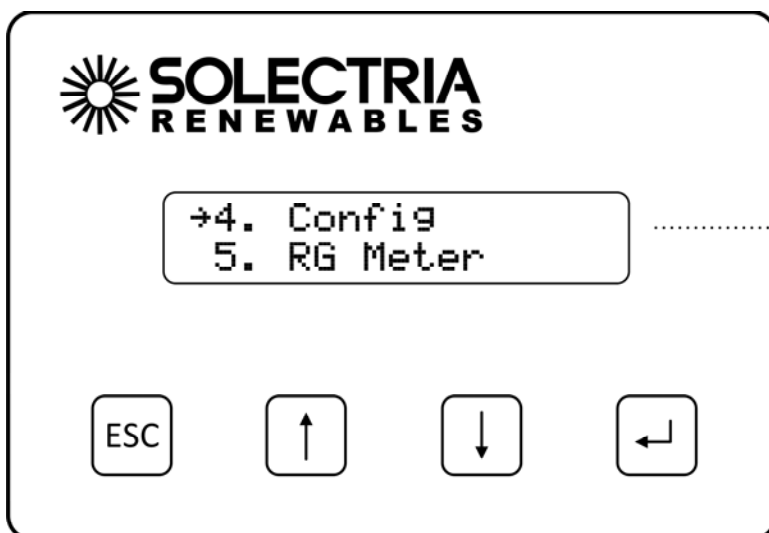 SOLECTRIA
RENEWABLES
→4. Config
5. RG Meter
ESC ↑ ↓ ↵